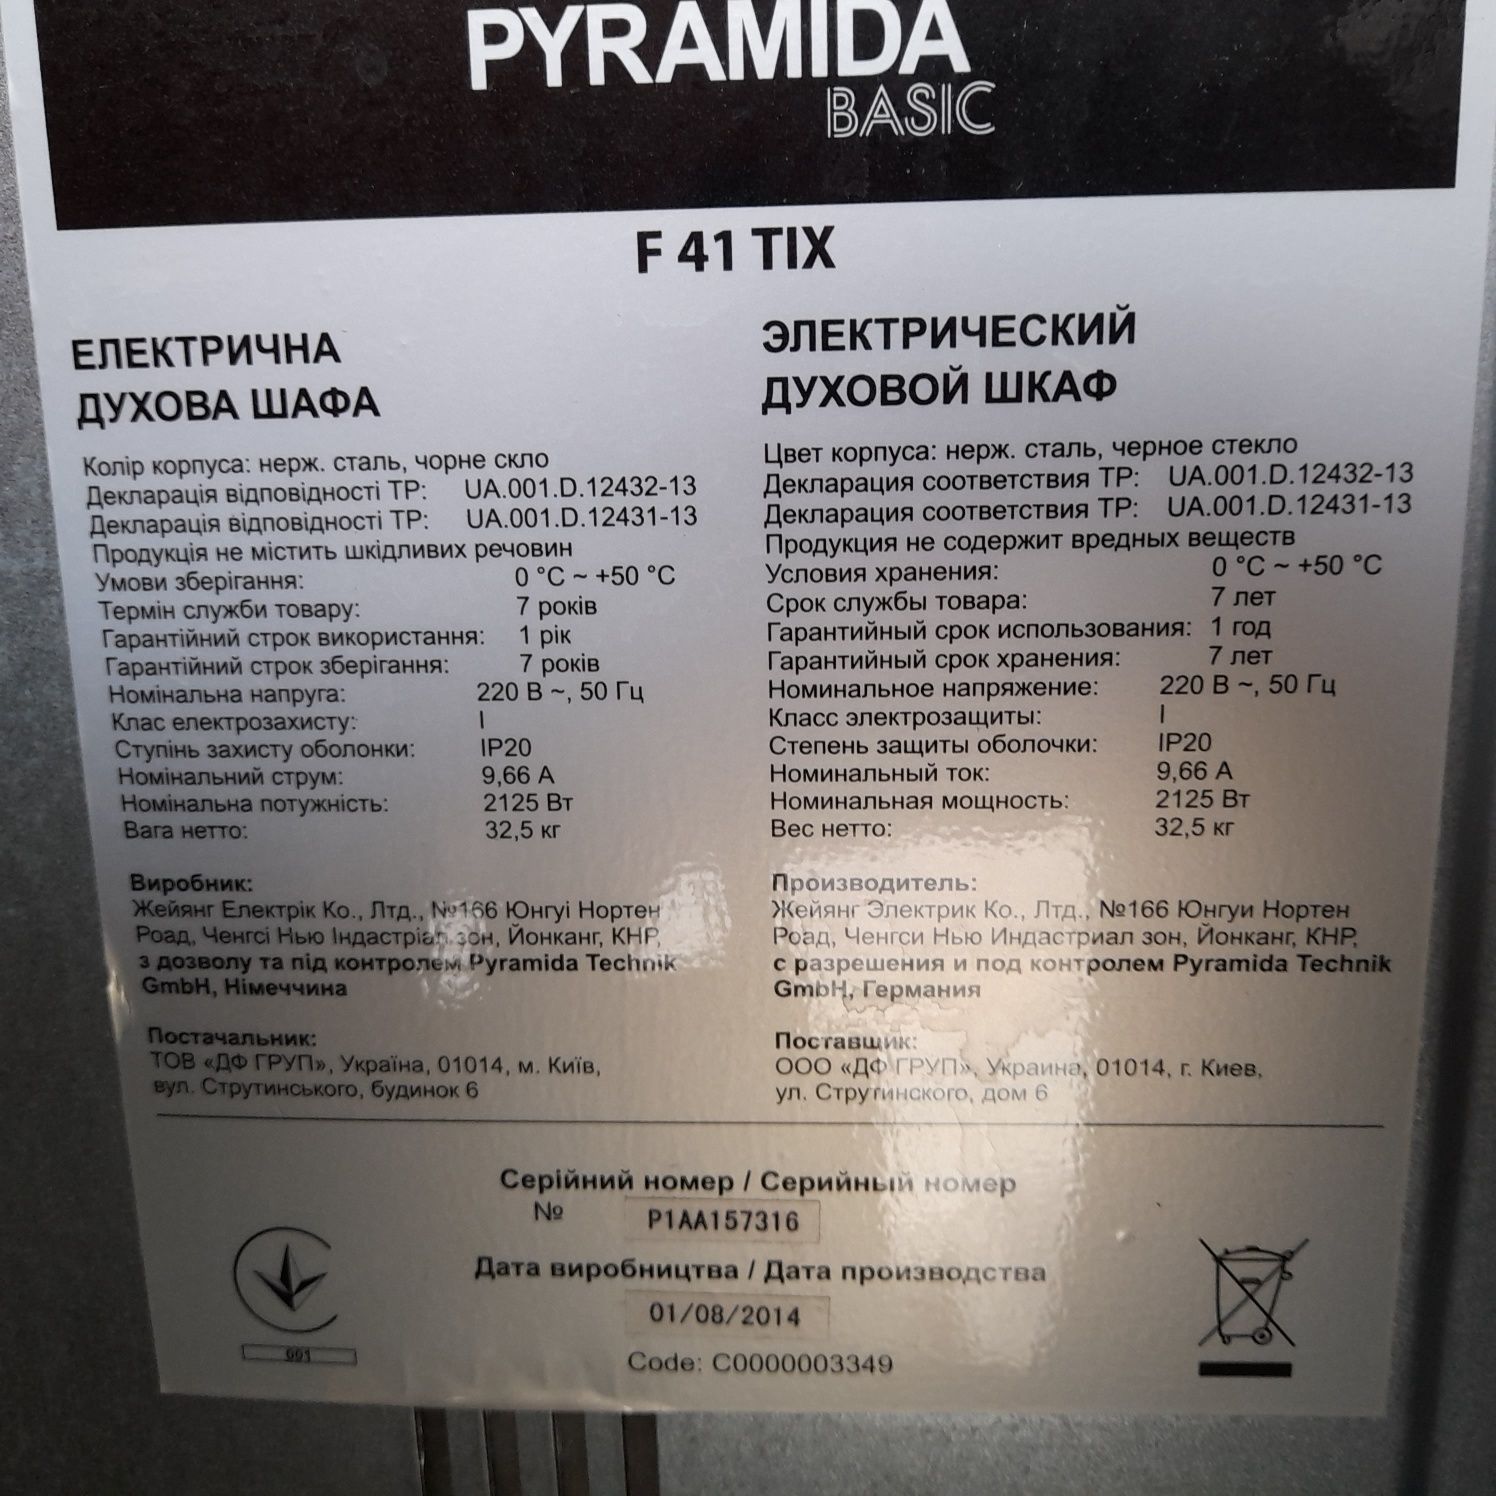 PYRAMIDA
BASIC
F 41 TIX
ЕЛЕКТРИЧНА
ДУХОВА ШАФА
Колір корпуса: нерж. сталь, чорне скло
Декларація відповідності ТР: UA.001.D.12432-13
Декларація відповідності ТР: UA.001.D.12431-13
Продукція не містить шкідливих речовин
Умови зберігання: 0 °C ~ +50 °C
Термін служби товару: 7 років
Гарантійний строк використання: 1 рік
Гарантійний строк зберігання: 7 років
Номінальна напруга: 220 В ~, 50 Гц
Клас електрозахисту: I
Ступінь захисту оболонки: IP20
Номінальний струм: 9,66 А
Номінальна потужність: 2125 Вт
Вага нетто: 32,5 кг
Виробник:
Жейянг Електрік Ко., Лтд., №166 Юнгуі Нортен
Роад, Ченгсі Нью Індастріал зон, Йонканг, КНР,
з дозволу та під контролем Pyramida Technik
GmbH, Німеччина
Постачальник:
ТОВ «ДФ ГРУП», Україна, 01014, м. Київ,
вул. Струтинського, будинок 6
ЭЛЕКТРИЧЕСКИЙ
ДУХОВОЙ ШКАФ
Цвет корпуса: нерж. сталь, черное стекло
Декларация соответствия ТР: UA.001.D.12432-13
Декларация соответствия ТР: UA.001.D.12431-13
Продукция не содержит вредных веществ
Условия хранения: 0 °C ~ +50 °C
Срок службы товара: 7 лет
Гарантийный срок использования: 1 год
Гарантийный срок хранения: 7 лет
Номинальное напряжение: 220 В ~, 50 Гц
Класс электрозащиты: I
Степень защиты оболочки: IP20
Номинальный ток: 9,66 А
Номинальная мощность: 2125 Вт
Вес нетто: 32,5 кг
Производитель:
Жейянг Электрик Ко., Лтд., №166 Юнгуи Нортен
Роад, Ченгси Нью Индастриал зон, Йонканг, КНР,
с разрешения и под контролем Pyramida Technik
GmbH, Германия
Поставщик:
ООО «ДФ ГРУП», Украина, 01014, г. Киев,
ул. Струтинского, дом 6
Серійний номер / Серийный номер
№ P1AA157316
Дата виробництва / Дата производства
01/08/2014
Code: C0000003349
001